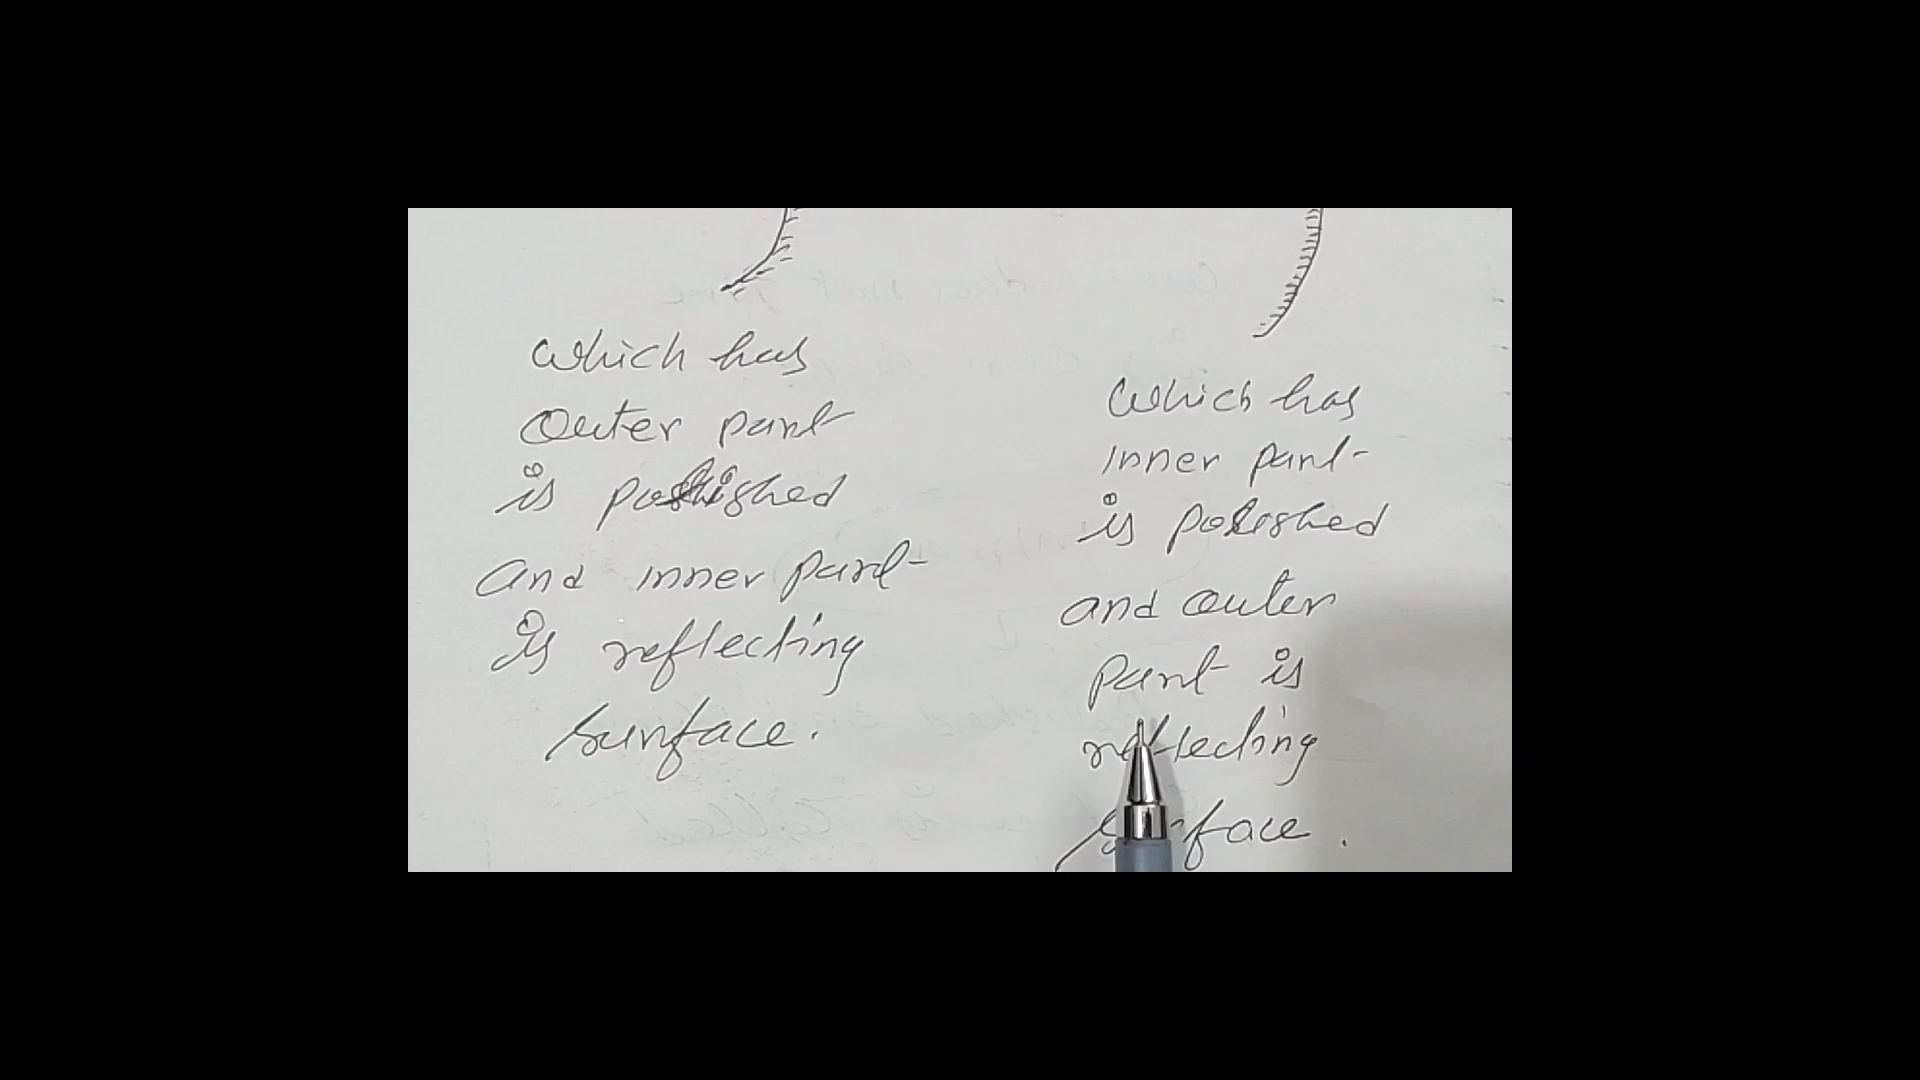 which has
outer part
is polished
and inner part
is reflecting
surface.
which has
inner part
is polished
and outer
part is
reflecting
surface.